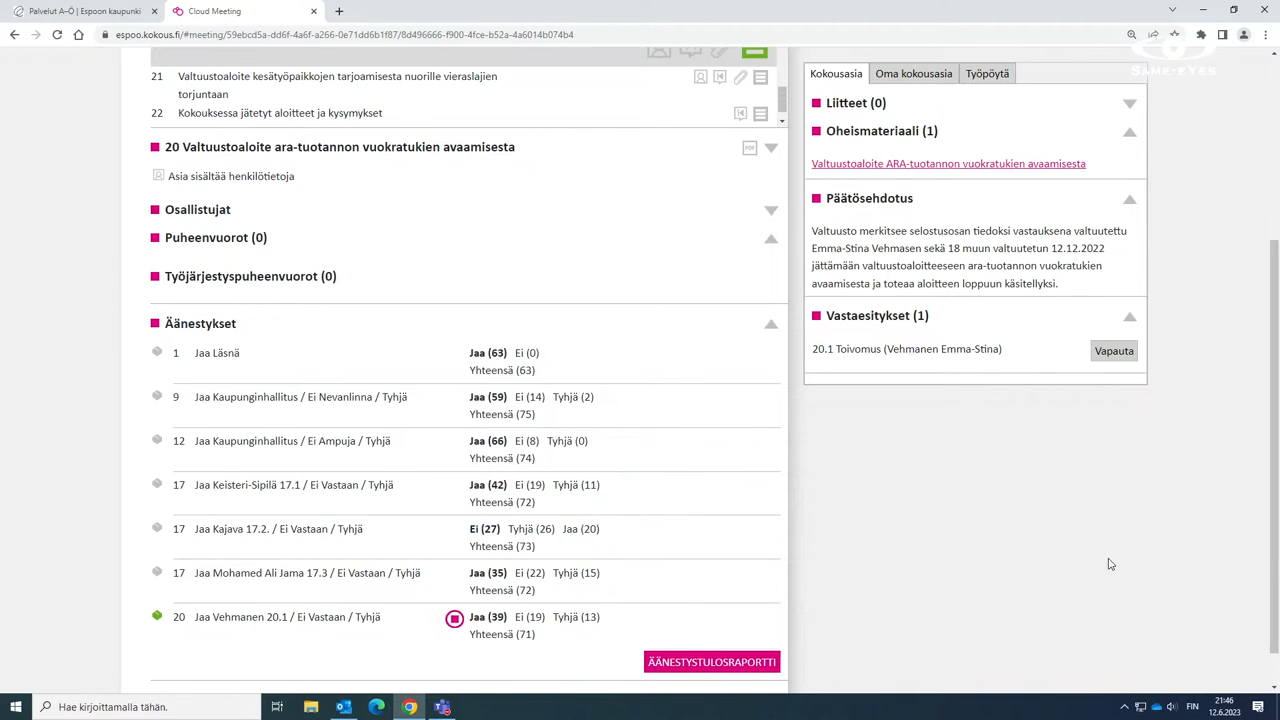 Palvelut A-Ö | Espoon kaupunki
Cloud Meeting
espoo.kokous.fi/#meeting/59ebcd5a-dd6f-4a6f-a266-0e71dd6b1f87/8d496666-f900-4fce-b52a-4a6014b074b4
SAME-EYES
21 Valtuustoaloite kesätyöpaikkojen tarjoamisesta nuorille vieraslajien
torjuntaan
22 Kokouksessa jätetyt aloitteet ja kysymykset
20 Valtuustoaloite ara-tuotannon vuokratukien avaamisesta
PDF
Asia sisältää henkilötietoja
Osallistujat
Puheenvuorot (0)
Työjärjestyspuheenvuorot (0)
Äänestykset
1 Jaa Läsnä Jaa (63) Ei (0)
Yhteensä (63)
9 Jaa Kaupunginhallitus / Ei Nevanlinna / Tyhjä Jaa (59) Ei (14) Tyhjä (2)
Yhteensä (75)
12 Jaa Kaupunginhallitus / Ei Ampuja / Tyhjä Jaa (66) Ei (8) Tyhjä (0)
Yhteensä (74)
17 Jaa Keisteri-Sipilä 17.1 / Ei Vastaan / Tyhjä Jaa (42) Ei (19) Tyhjä (11)
Yhteensä (72)
17 Jaa Kajava 17.2. / Ei Vastaan / Tyhjä Ei (27) Tyhjä (26) Jaa (20)
Yhteensä (73)
17 Jaa Mohamed Ali Jama 17.3 / Ei Vastaan / Tyhjä Jaa (35) Ei (22) Tyhjä (15)
Yhteensä (72)
20 Jaa Vehmanen 20.1 / Ei Vastaan / Tyhjä Jaa (39) Ei (19) Tyhjä (13)
Yhteensä (71)
ÄÄNESTYSTULOSRAPORTTI
Kokousasia Oma kokousasia Työpöytä
Liitteet (0)
Oheismateriaali (1)
Valtuustoaloite ARA-tuotannon vuokratukien avaamisesta
Päätösehdotus
Valtuusto merkitsee selostusosan tiedoksi vastauksena valtuutettu
Emma-Stina Vehmasen sekä 18 muun valtuutetun 12.12.2022
jättämään valtuustoaloitteeseen ara-tuotannon vuokratukien
avaamisesta ja toteaa aloitteen loppuun käsitellyksi.
Vastaesitykset (1)
20.1 Toivomus (Vehmanen Emma-Stina) Vapauta
Hae kirjoittamalla tähän.
FIN
21:46
12.6.2023